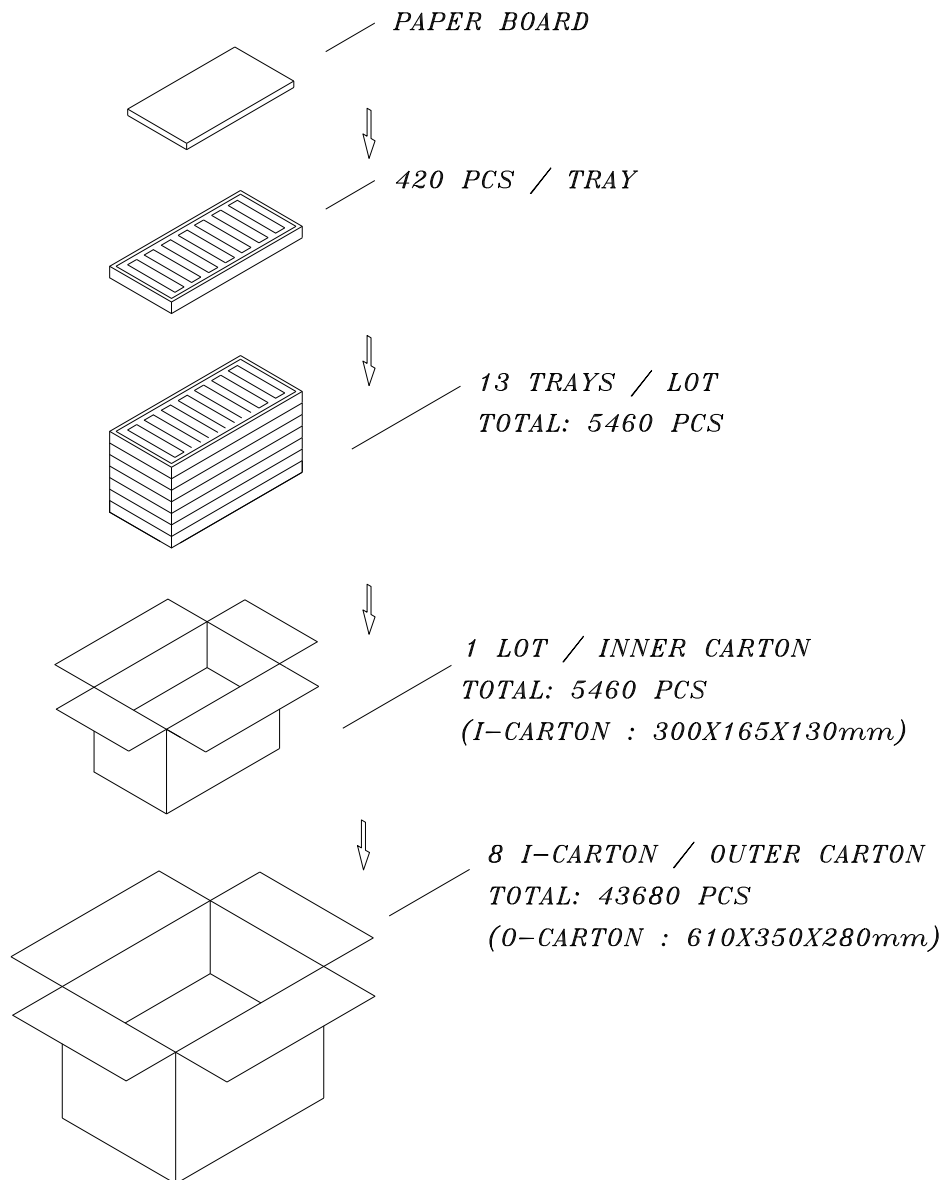 PAPER BOARD
420 PCS / TRAY
13 TRAYS / LOT
TOTAL: 5460 PCS
1 LOT / INNER CARTON
TOTAL: 5460 PCS
(I-CARTON : 300X165X130mm)
8 I-CARTON / OUTER CARTON
TOTAL: 43680 PCS
(O-CARTON : 610X350X280mm)